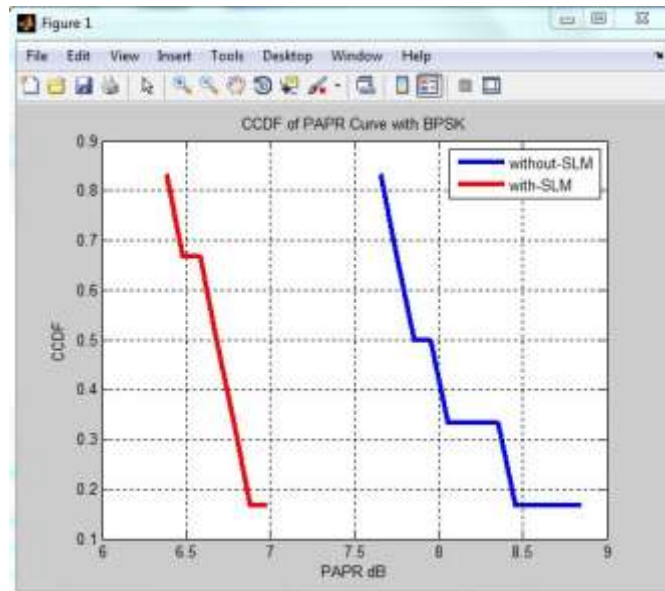 Figure 1
File Edit View Insert Tools Desktop Window Help
CCDF of PAPR Curve with BPSK
without-SLM
with-SLM
0.9
0.8
0.7
0.6
0.5
0.4
0.3
0.2
0.1
CCDF
6 6.5 7 7.5 8 8.5 9
PAPR dB